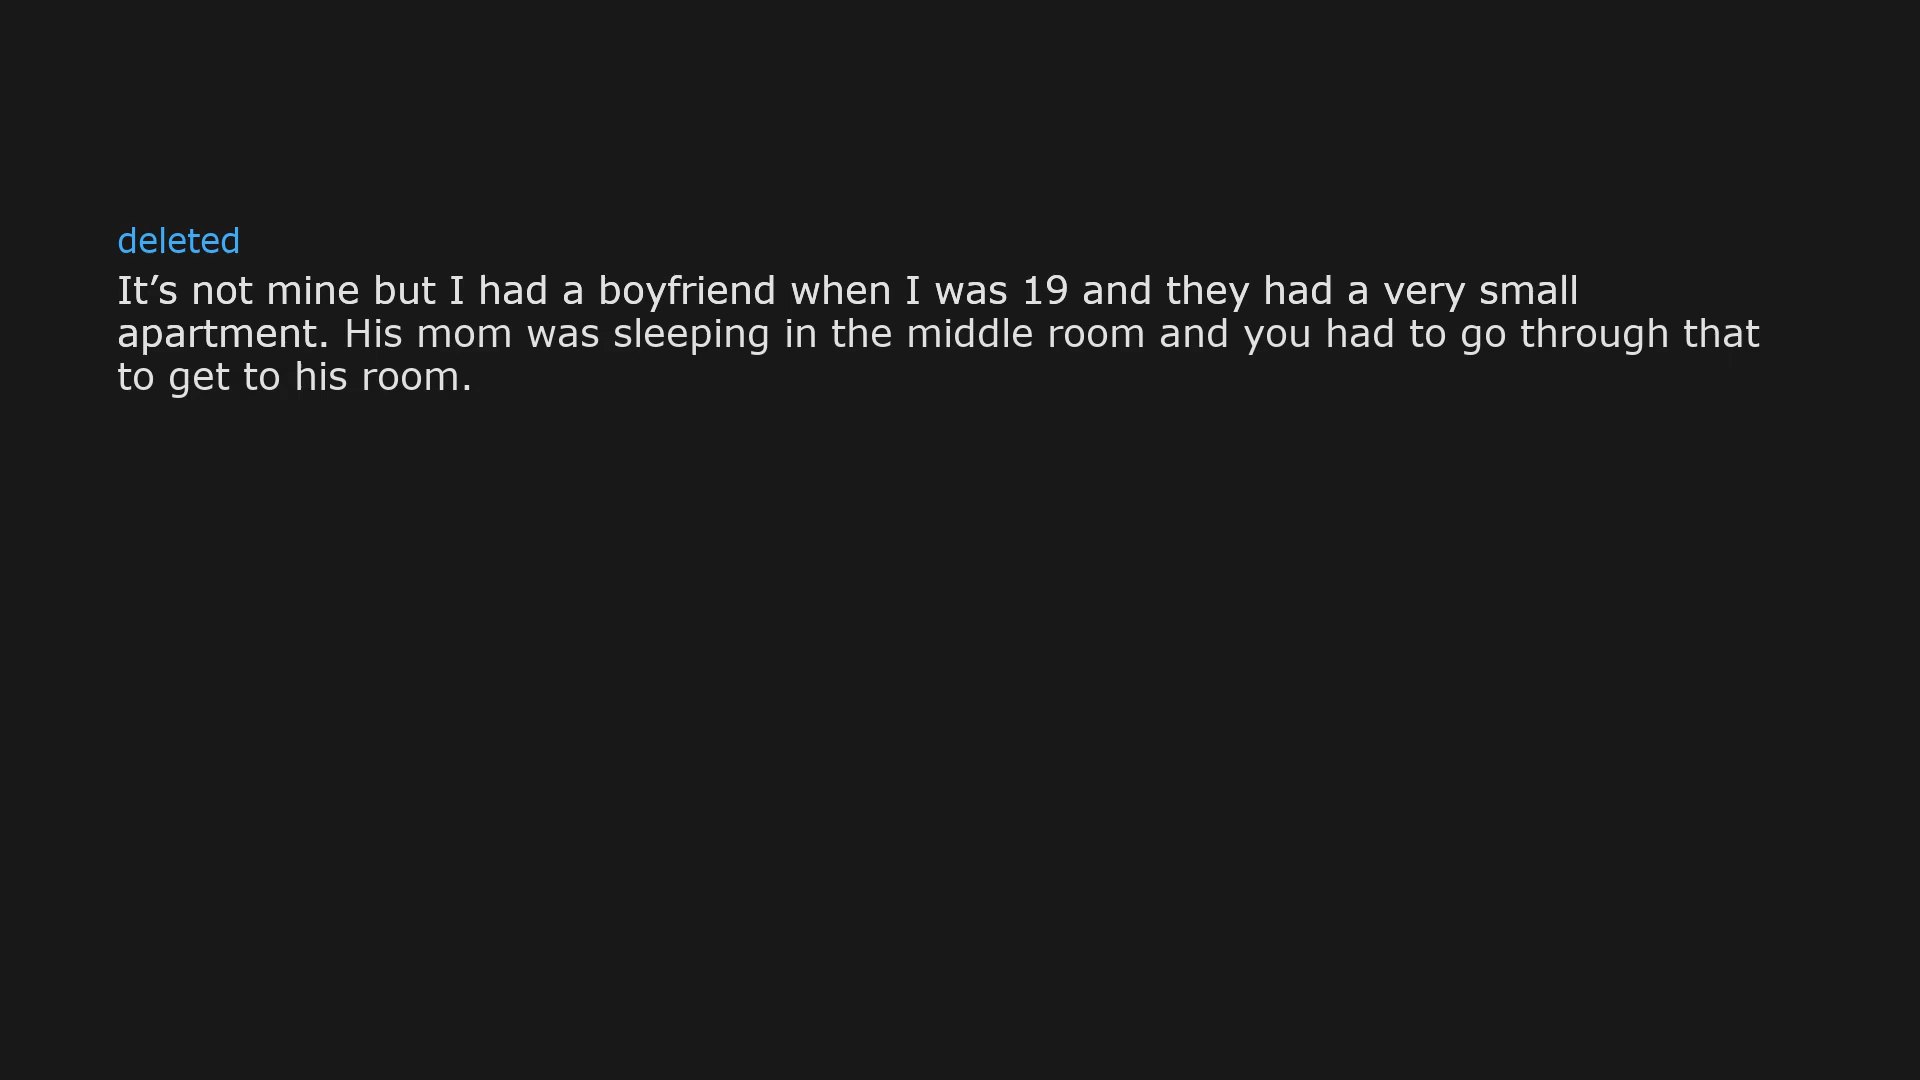 deleted
It’s not mine but I had a boyfriend when I was 19 and they had a very small
apartment. His mom was sleeping in the middle room and you had to go through that
to get to his room.